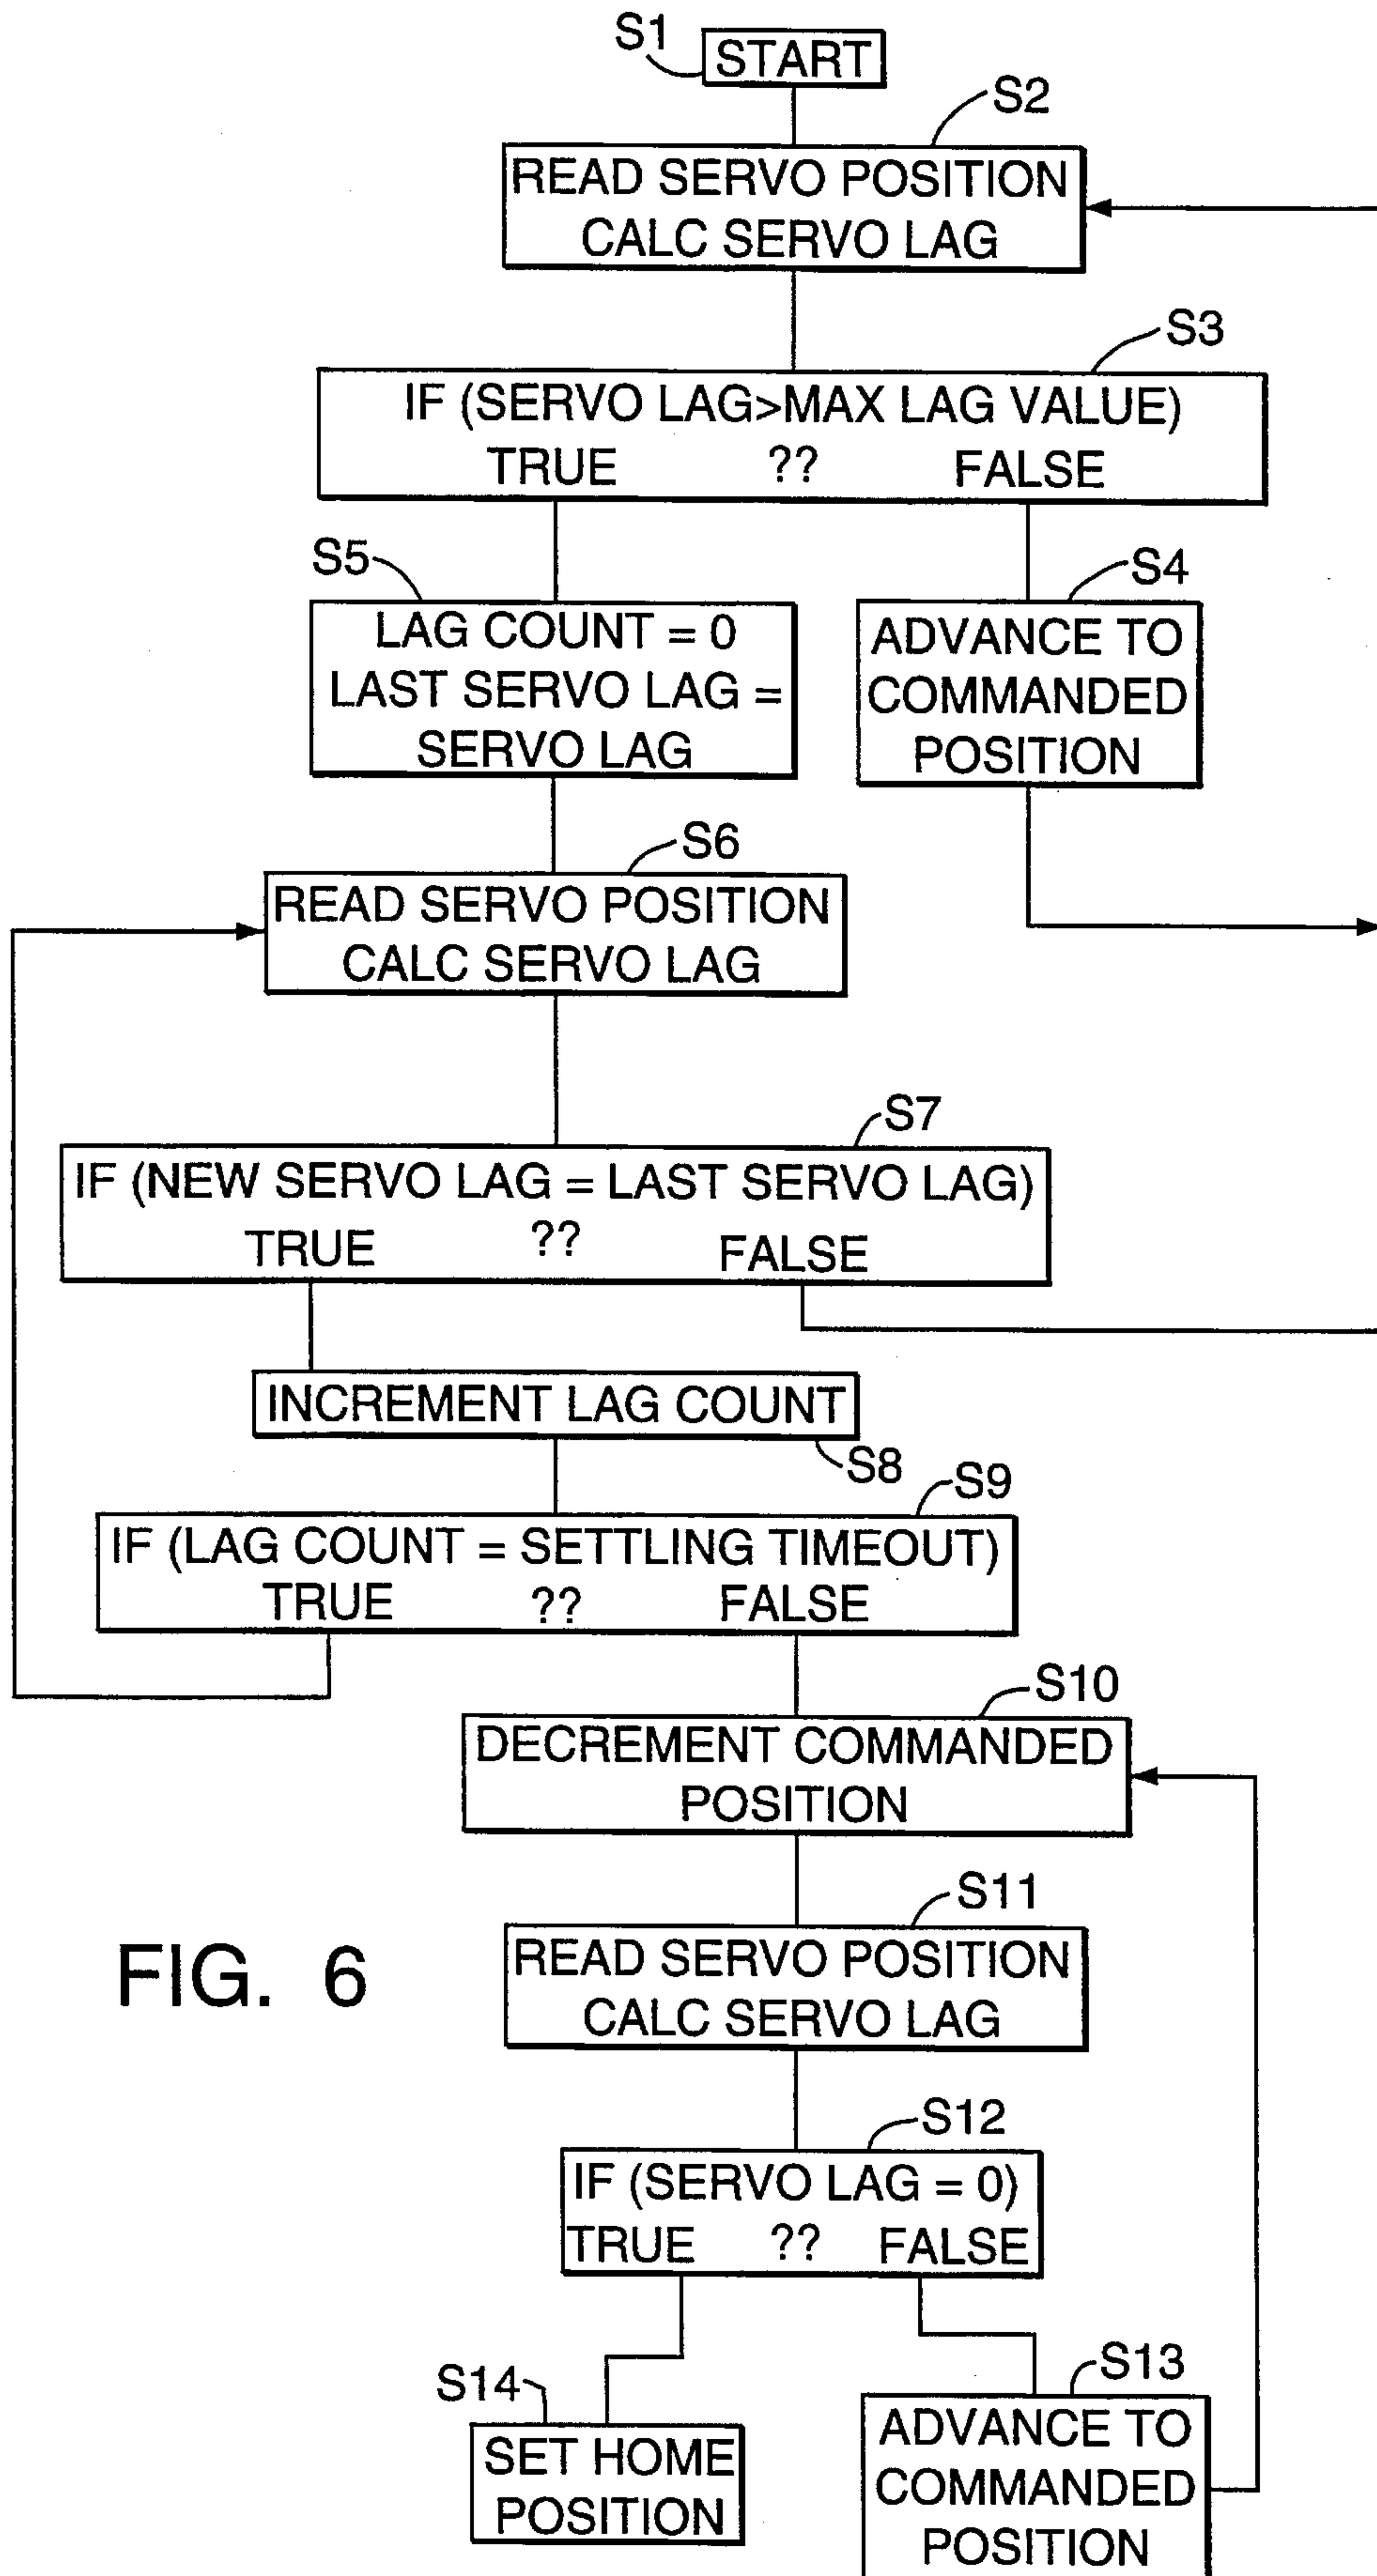 S1
START
S2
READ SERVO POSITION
CALC SERVO LAG
S3
IF (SERVO LAG>MAX LAG VALUE)
TRUE ?? FALSE
S5
LAG COUNT = 0
LAST SERVO LAG =
SERVO LAG
S4
ADVANCE TO
COMMANDED
POSITION
S6
READ SERVO POSITION
CALC SERVO LAG
S7
IF (NEW SERVO LAG = LAST SERVO LAG)
TRUE ?? FALSE
INCREMENT LAG COUNT
S8
S9
IF (LAG COUNT = SETTLING TIMEOUT)
TRUE ?? FALSE
S10
DECREMENT COMMANDED
POSITION
S11
READ SERVO POSITION
CALC SERVO LAG
FIG. 6
S12
IF (SERVO LAG = 0)
TRUE ?? FALSE
S14
SET HOME
POSITION
S13
ADVANCE TO
COMMANDED
POSITION